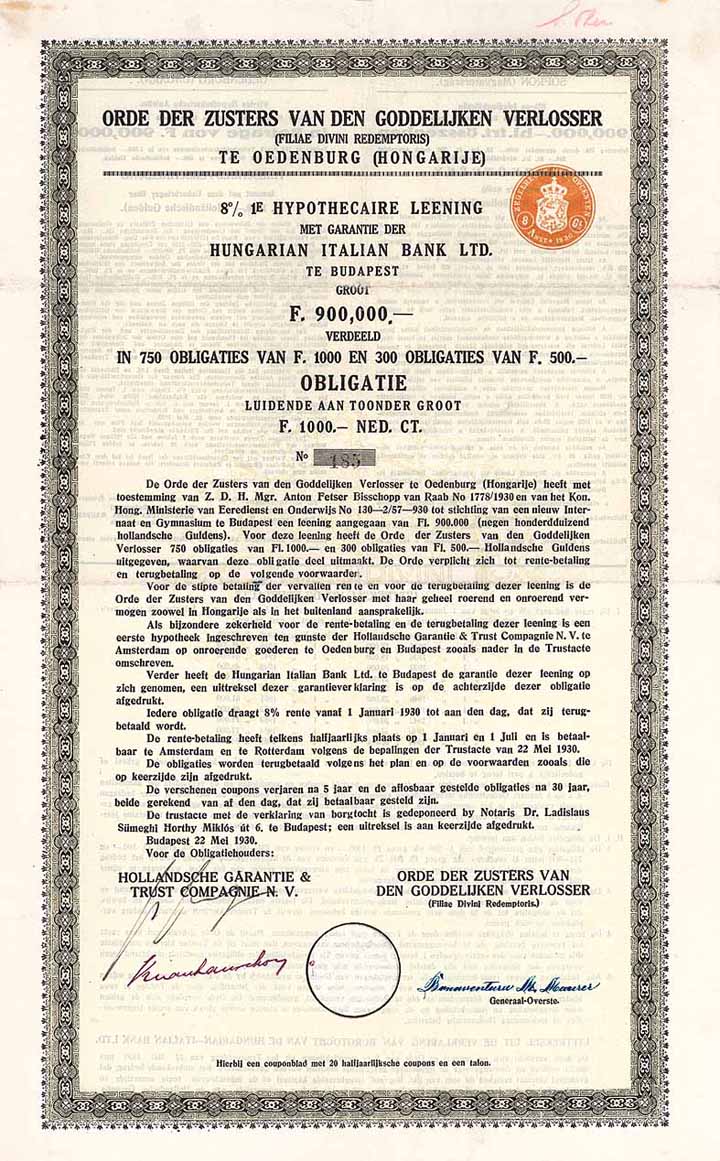 ORDE DER ZUSTERS VAN DEN GODDELIJKEN VERLOSSER
(FILIAE DIVINI REDEMPTORIS)
TE OEDENBURG (HONGARIJE)
8% 1E HYPOTHECAIRE LEENING
MET GARANTIE DER
HUNGARIAN ITALIAN BANK LTD.
TE BUDAPEST
GROOT
F. 900,000.—
VERDEELD
IN 750 OBLIGATIES VAN F. 1000 EN 300 OBLIGATIES VAN F. 500.—
OBLIGATIE
LUIDENDE AAN TOONDER GROOT
F. 1000.— NED. CT.
No 185
De Orde der Zusters van den Goddelijken Verlosser te Oedenburg (Hongarije) heeft met
toestemming van Z. D. H. Mgr. Anton Fetser Bisschopp van Raab No 1778/1930 en van het Kon.
Hong. Ministerie van Eeredienst en Onderwijs No 130—2/57—930 tot stichting van een nieuw Inter-
naat en Gymnasium te Budapest een leening aangegaan van Fl. 900.000 (negen honderdduizend
hollandsche Guldens). Voor deze leening heeft de Orde der Zusters van den Goddelijken
Verlosser 750 obligaties van Fl. 1000.— en 300 obligaties van Fl. 500.— Hollandsche Guldens
uitgegeven, waarvan deze obligatie deel uitmaakt. De Orde verplicht zich tot rente-betaling
en terugbetaling op de volgende voorwaarden.
Voor de stipte betaling der vervallen rente en voor de terugbetaling dezer leening is de
Orde der Zusters van den Goddelijken Verlosser met haar geheel roerend en onroerend ver-
mogen zoowel in Hongarije als in het buitenland aansprakelijk.
Als bijzondere zekerheid voor de rente-betaling en de terugbetaling dezer leening is een
eerste hypotheek ingeschreven ten gunste der Hollandsche Garantie & Trust Compagnie N. V. te
Amsterdam op onroerende goederen te Oedenburg en Budapest zooals nader in de Trustacte
omschreven.
Verder heeft de Hungarian Italian Bank Ltd. te Budapest de garantie dezer leening op
zich genomen, een uitreksel dezer garantieverklaring is op de achterzijde dezer obligatie
afgedrukt.
Iedere obligatie draagt 8% rente vanaf 1 Januari 1930 tot aan den dag, dat zij terug-
betaald wordt.
De rente-betaling heeft telkens halfjaarlijks plaats op 1 Januari en 1 Juli en is betaal-
baar te Amsterdam en te Rotterdam volgens de bepalingen der Trustacte van 22 Mei 1930.
De obligaties worden terugbetaald volgens het plan en op de voorwaarden zooals die
op keerzijde zijn afgedrukt.
De verschenen coupons verjaren na 5 jaar en de aflosbaar gestelde obligaties na 30 jaar,
beide gerekend van af den dag, dat zij betaalbaar gesteld zijn.
De trustacte met de verklaring van borgtocht is gedeponeerd by Notaris Dr. Ladislaus
Sümeghi Horthy Miklós út 6. te Budapest; een uitreksel is aan keerzijde afgedrukt.
Budapest 22 Mei 1930.
Voor de Obligatiehouders:
HOLLANDSCHE GARANTIE &
TRUST COMPAGNIE N. V.
ORDE DER ZUSTERS VAN
DEN GODDELIJKEN VERLOSSER
(Filiae Divini Redemptoris.)
Bonaventura M. Maurer
Generaal-Overste.
Hierbij een couponblad met 20 halfjaarlijksche coupons en een talon.